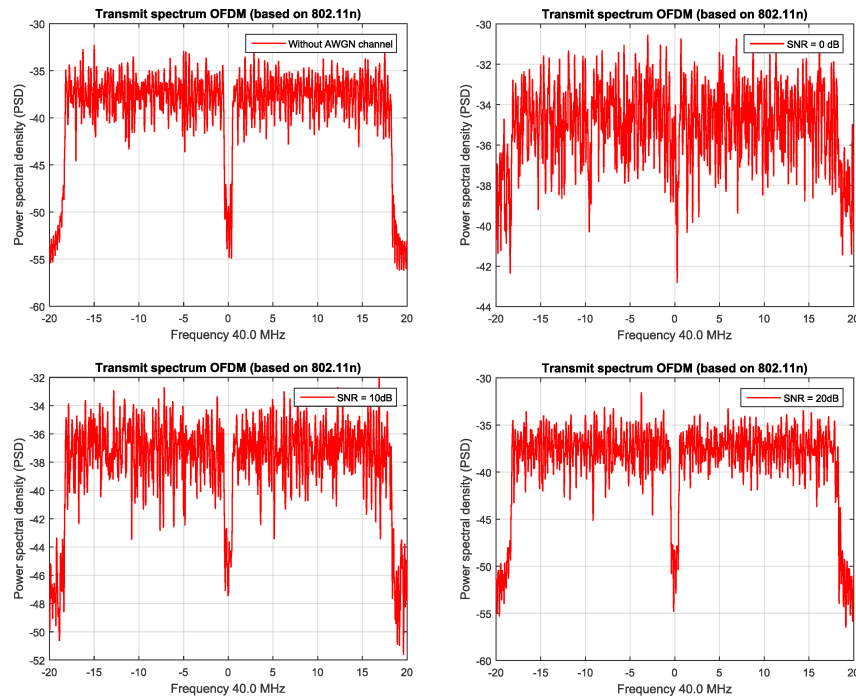 Transmit spectrum OFDM (based on 802.11n)
Without AWGN channel
Power spectral density (PSD)
-30
-35
-40
-45
-50
-55
-60
-20 -15 -10 -5 0 5 10 15 20
Frequency 40.0 MHz
Transmit spectrum OFDM (based on 802.11n)
SNR = 0 dB
Power spectral density (PSD)
-30
-32
-34
-36
-38
-40
-42
-44
-20 -15 -10 -5 0 5 10 15 20
Frequency 40.0 MHz
Transmit spectrum OFDM (based on 802.11n)
SNR = 10dB
Power spectral density (PSD)
-32
-34
-36
-38
-40
-42
-44
-46
-48
-50
-52
-20 -15 -10 -5 0 5 10 15 20
Frequency 40.0 MHz
Transmit spectrum OFDM (based on 802.11n)
SNR = 20dB
Power spectral density (PSD)
-30
-35
-40
-45
-50
-55
-60
-20 -15 -10 -5 0 5 10 15 20
Frequency 40.0 MHz